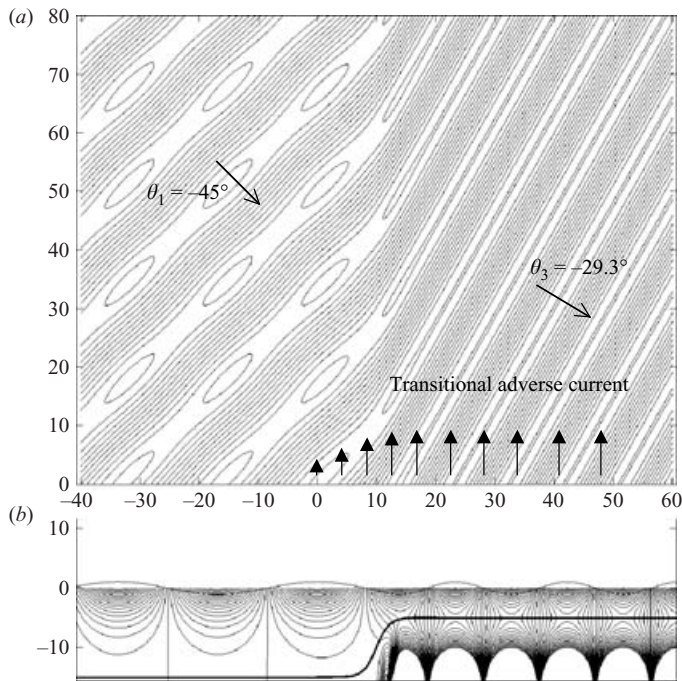 (a)
80
70
60
50
θ1 = –45°
40
θ3 = –29.3°
30
20
Transitional adverse current
10
0
–40 –30 –20 –10 0 10 20 30 40 50 60
(b)
10
0
–10